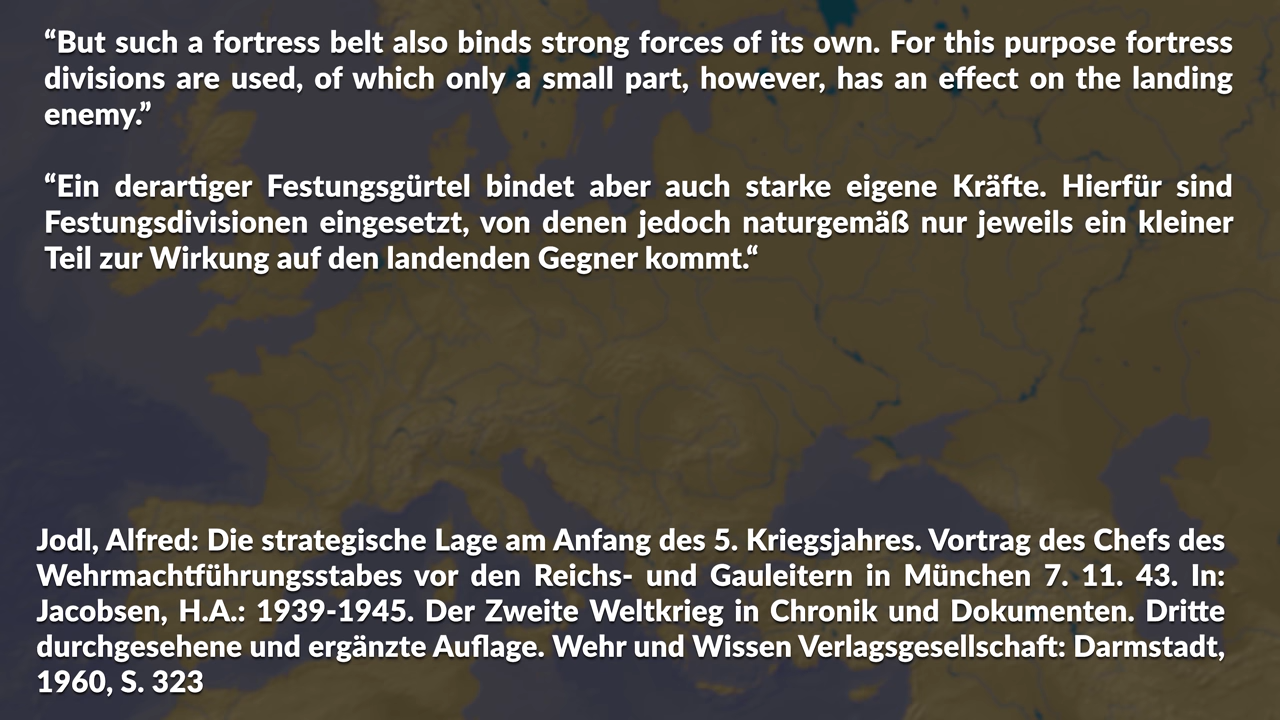 “But such a fortress belt also binds strong forces of its own. For this purpose fortress
divisions are used, of which only a small part, however, has an effect on the landing
enemy.”
“Ein derartiger Festungsgürtel bindet aber auch starke eigene Kräfte. Hierfür sind
Festungsdivisionen eingesetzt, von denen jedoch naturgemäß nur jeweils ein kleiner
Teil zur Wirkung auf den landenden Gegner kommt.“
Jodl, Alfred: Die strategische Lage am Anfang des 5. Kriegsjahres. Vortrag des Chefs des
Wehrmachtführungsstabes vor den Reichs- und Gauleitern in München 7. 11. 43. In:
Jacobsen, H.A.: 1939-1945. Der Zweite Weltkrieg in Chronik und Dokumenten. Dritte
durchgesehene und ergänzte Auflage. Wehr und Wissen Verlagsgesellschaft: Darmstadt,
1960, S. 323